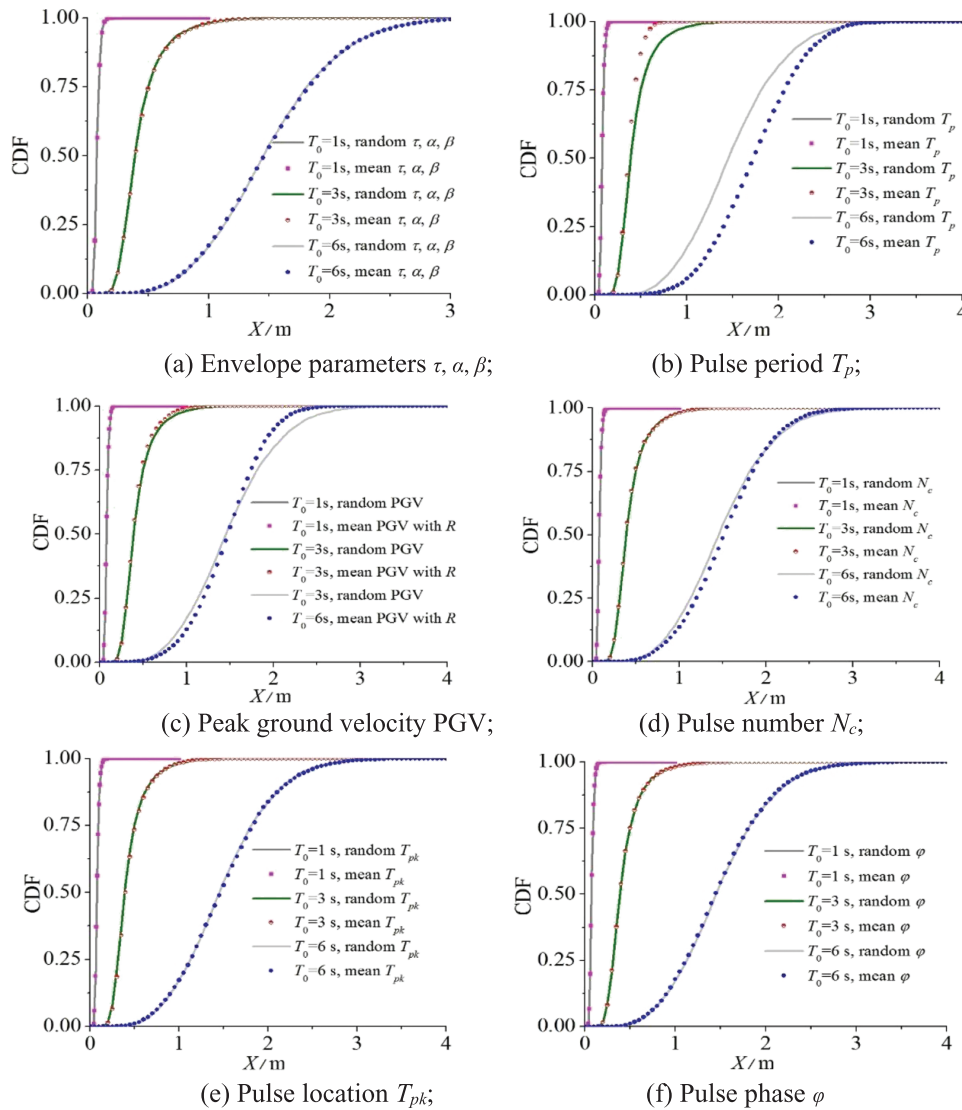 1.00
0.75
0.50
0.25
0.00
CDF
0
1
2
3
X/m
T0=1s, random τ, α, β
T0=1s, mean τ, α, β
T0=3s, random τ, α, β
T0=3s, mean τ, α, β
T0=6s, random τ, α, β
T0=6s, mean τ, α, β
(a) Envelope parameters τ, α, β;
1.00
0.75
0.50
0.25
0.00
CDF
0
1
2
3
4
X/m
T0=1s, random Tp
T0=1s, mean Tp
T0=3s, random Tp
T0=3s, mean Tp
T0=6s, random Tp
T0=6s, mean Tp
(b) Pulse period Tp;
1.00
0.75
0.50
0.25
0.00
CDF
0
1
2
3
4
X/m
T0=1s, random PGV
T0=1s, mean PGV with R
T0=3s, random PGV
T0=3s, mean PGV with R
T0=3s, random PGV
T0=6s, mean PGV with R
(c) Peak ground velocity PGV;
1.00
0.75
0.50
0.25
0.00
CDF
0
1
2
3
4
X/m
T0=1s, random Nc
T0=1s, mean Nc
T0=3s, random Nc
T0=3s, mean Nc
T0=6s, random Nc
T0=6s, mean Nc
(d) Pulse number Nc;
1.00
0.75
0.50
0.25
0.00
CDF
0
1
2
3
4
X/m
T0=1 s, random Tpk
T0=1 s, mean Tpk
T0=3 s, random Tpk
T0=3 s, mean Tpk
T0=6 s, random Tpk
T0=6 s, mean Tpk
(e) Pulse location Tpk;
1.00
0.75
0.50
0.25
0.00
CDF
0
1
2
3
4
X/m
T0=1 s, random φ
T0=1 s, mean φ
T0=3 s, random φ
T0=3 s, mean φ
T0=6 s, random φ
T0=6 s, mean φ
(f) Pulse phase φ